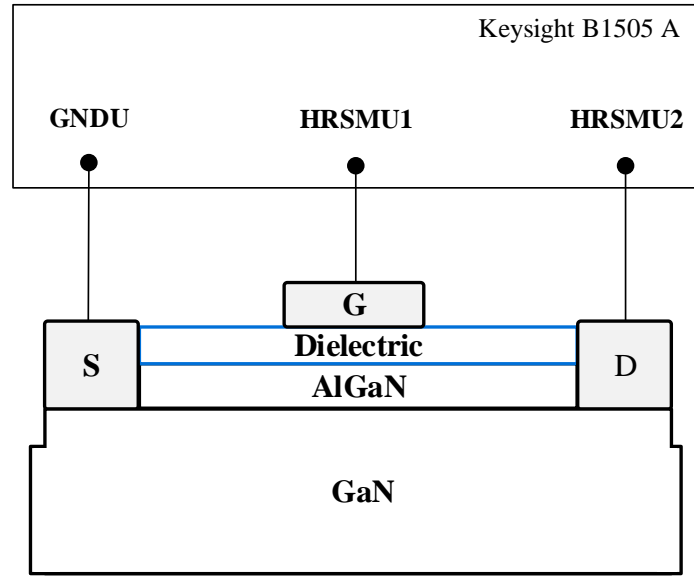 Keysight B1505 A
GNDU HRSMU1 HRSMU2
G
Dielectric
S D
AlGaN
GaN